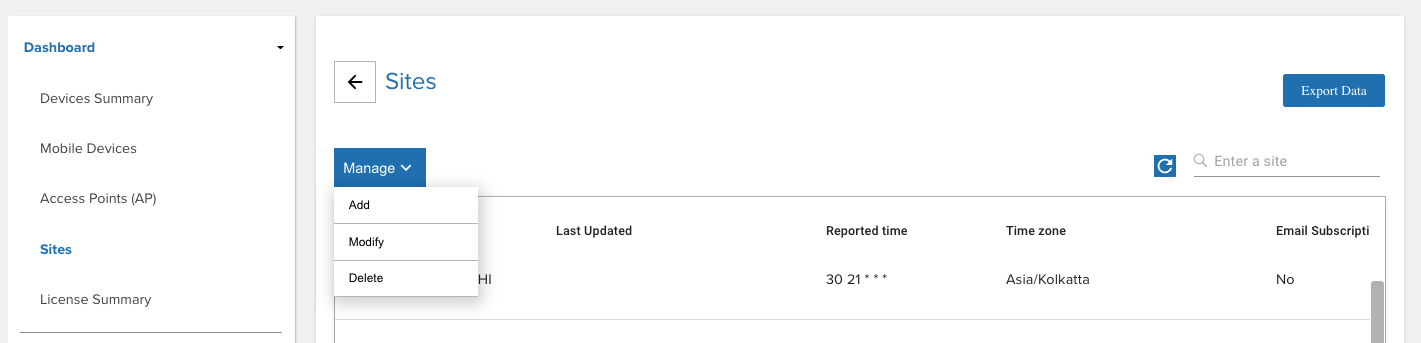 Dashboard
Devices Summary
Mobile Devices
Access Points (AP)
Sites
License Summary
Sites
Export Data
Manage
Enter a site
Add
Modify
Delete
Last Updated
Reported time
Time zone
Email Subscripti
HI
30 21 * * *
Asia/Kolkatta
No